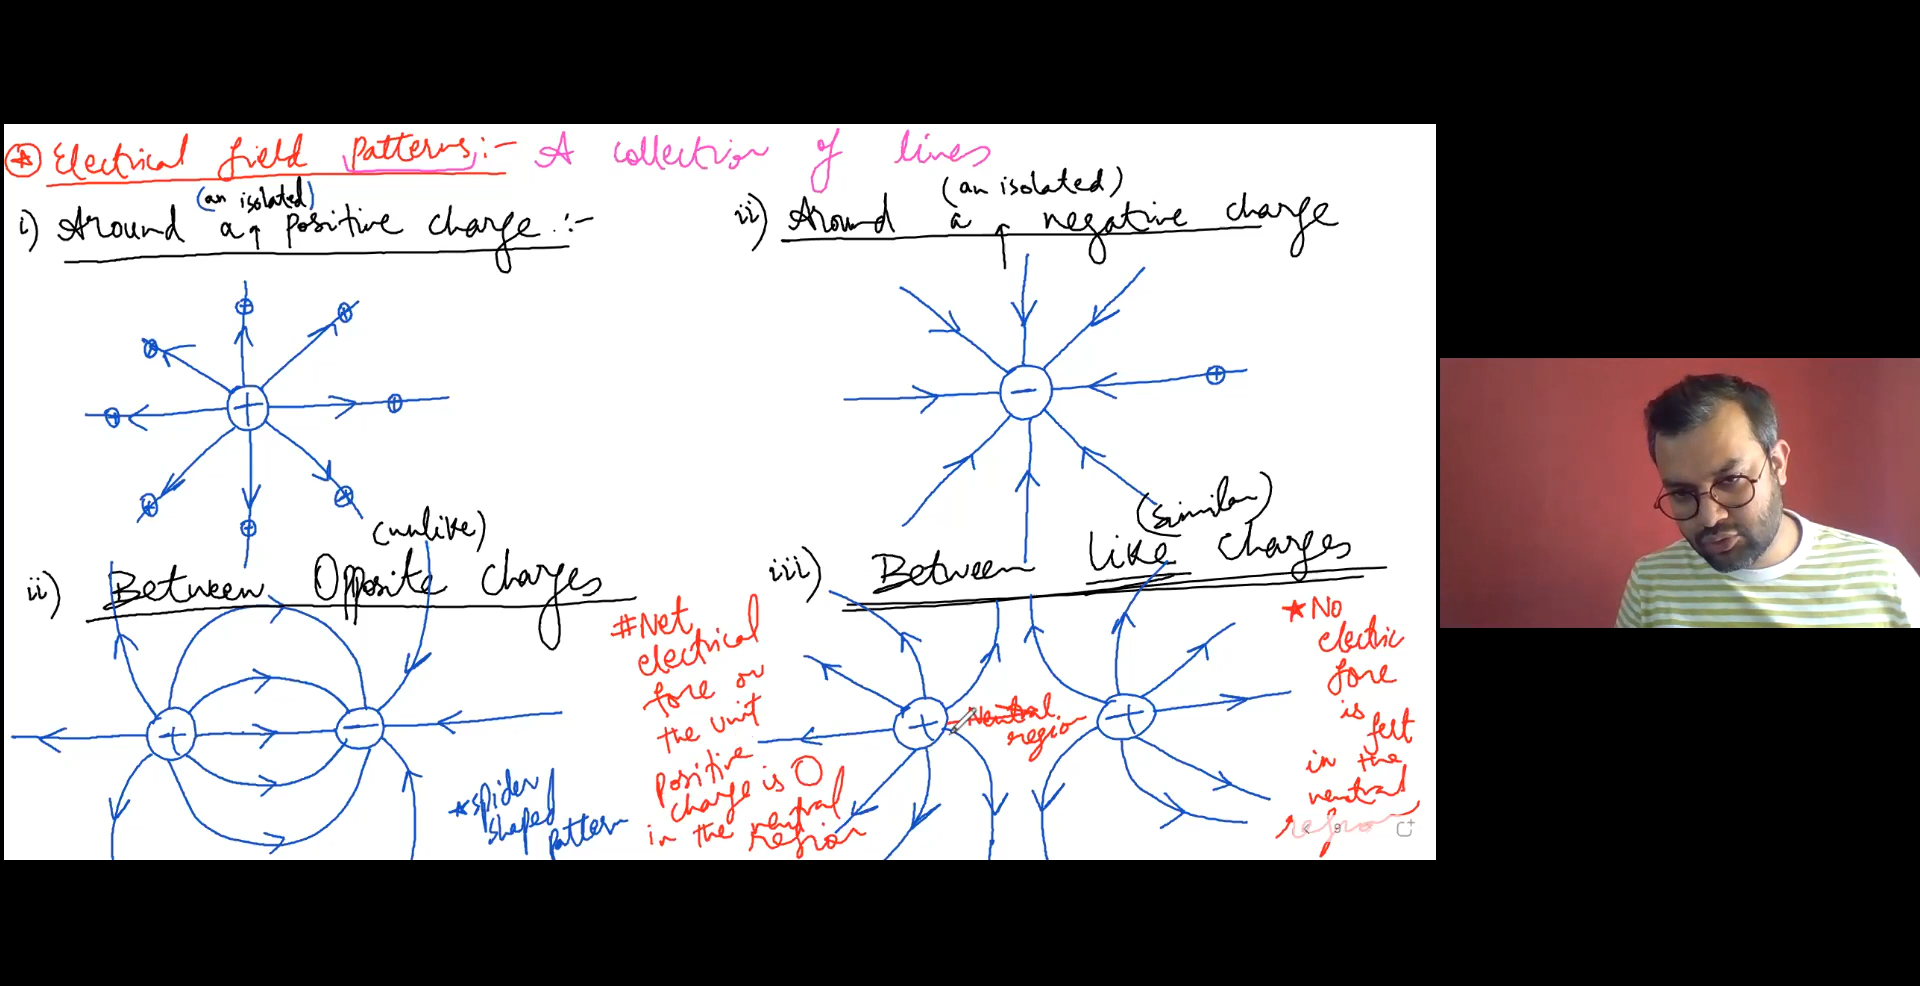 Electrical field patterns:- A collection of lines
(an isolated)
i) Around a positive charge :-
(an isolated)
ii) Around a negative charge
+
-
(unlike)
ii) Between Opposite Charges
(similar)
iii) Between Like Charges
+
-
* spider
shaped
pattern
#Net
electrical
force on
the unit
positive
charge is 0
in the neutral
region
+
Neutral
regio
+
★ No
electric
force
is felt
in the
neutral
region